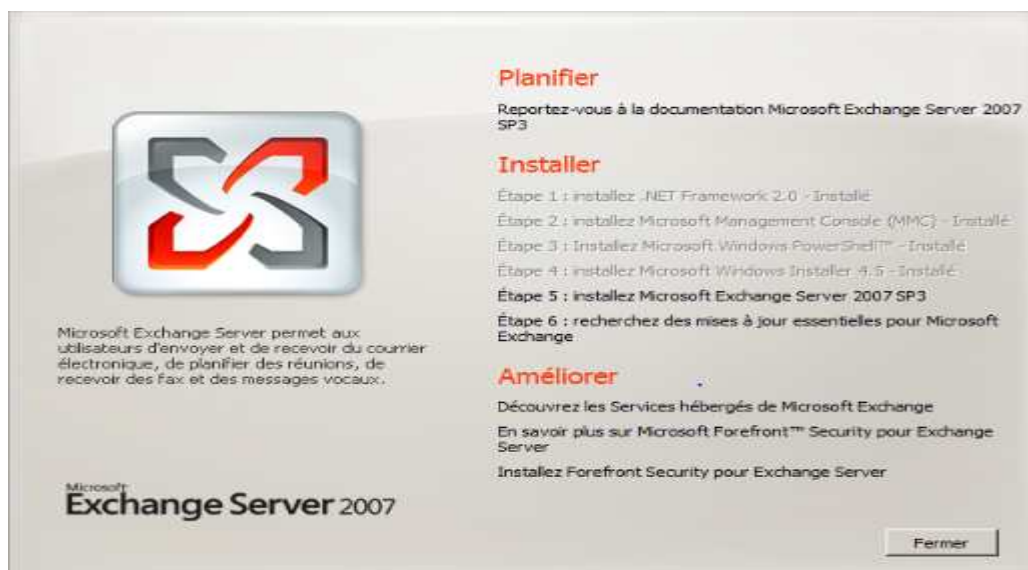 Planifier
Reportez-vous à la documentation Microsoft Exchange Server 2007
SP3
Installer
Étape 1 : installez .NET Framework 2.0 - Installé
Étape 2 : installez Microsoft Management Console (MMC) - Installé
Étape 3 : Installez Microsoft Windows PowerShell™ - Installé
Étape 4 : installez Microsoft Windows Installer 4.5 - Installé
Étape 5 : installez Microsoft Exchange Server 2007 SP3
Étape 6 : recherchez des mises à jour essentielles pour Microsoft
Exchange
Microsoft Exchange Server permet aux
utilisateurs d'envoyer et de recevoir du courrier
électronique, de planifier des réunions, de
recevoir des fax et des messages vocaux.
Améliorer
Découvrez les Services hébergés de Microsoft Exchange
En savoir plus sur Microsoft Forefront™ Security pour Exchange
Server
Installez Forefront Security pour Exchange Server
Microsoft
Exchange Server 2007
Fermer